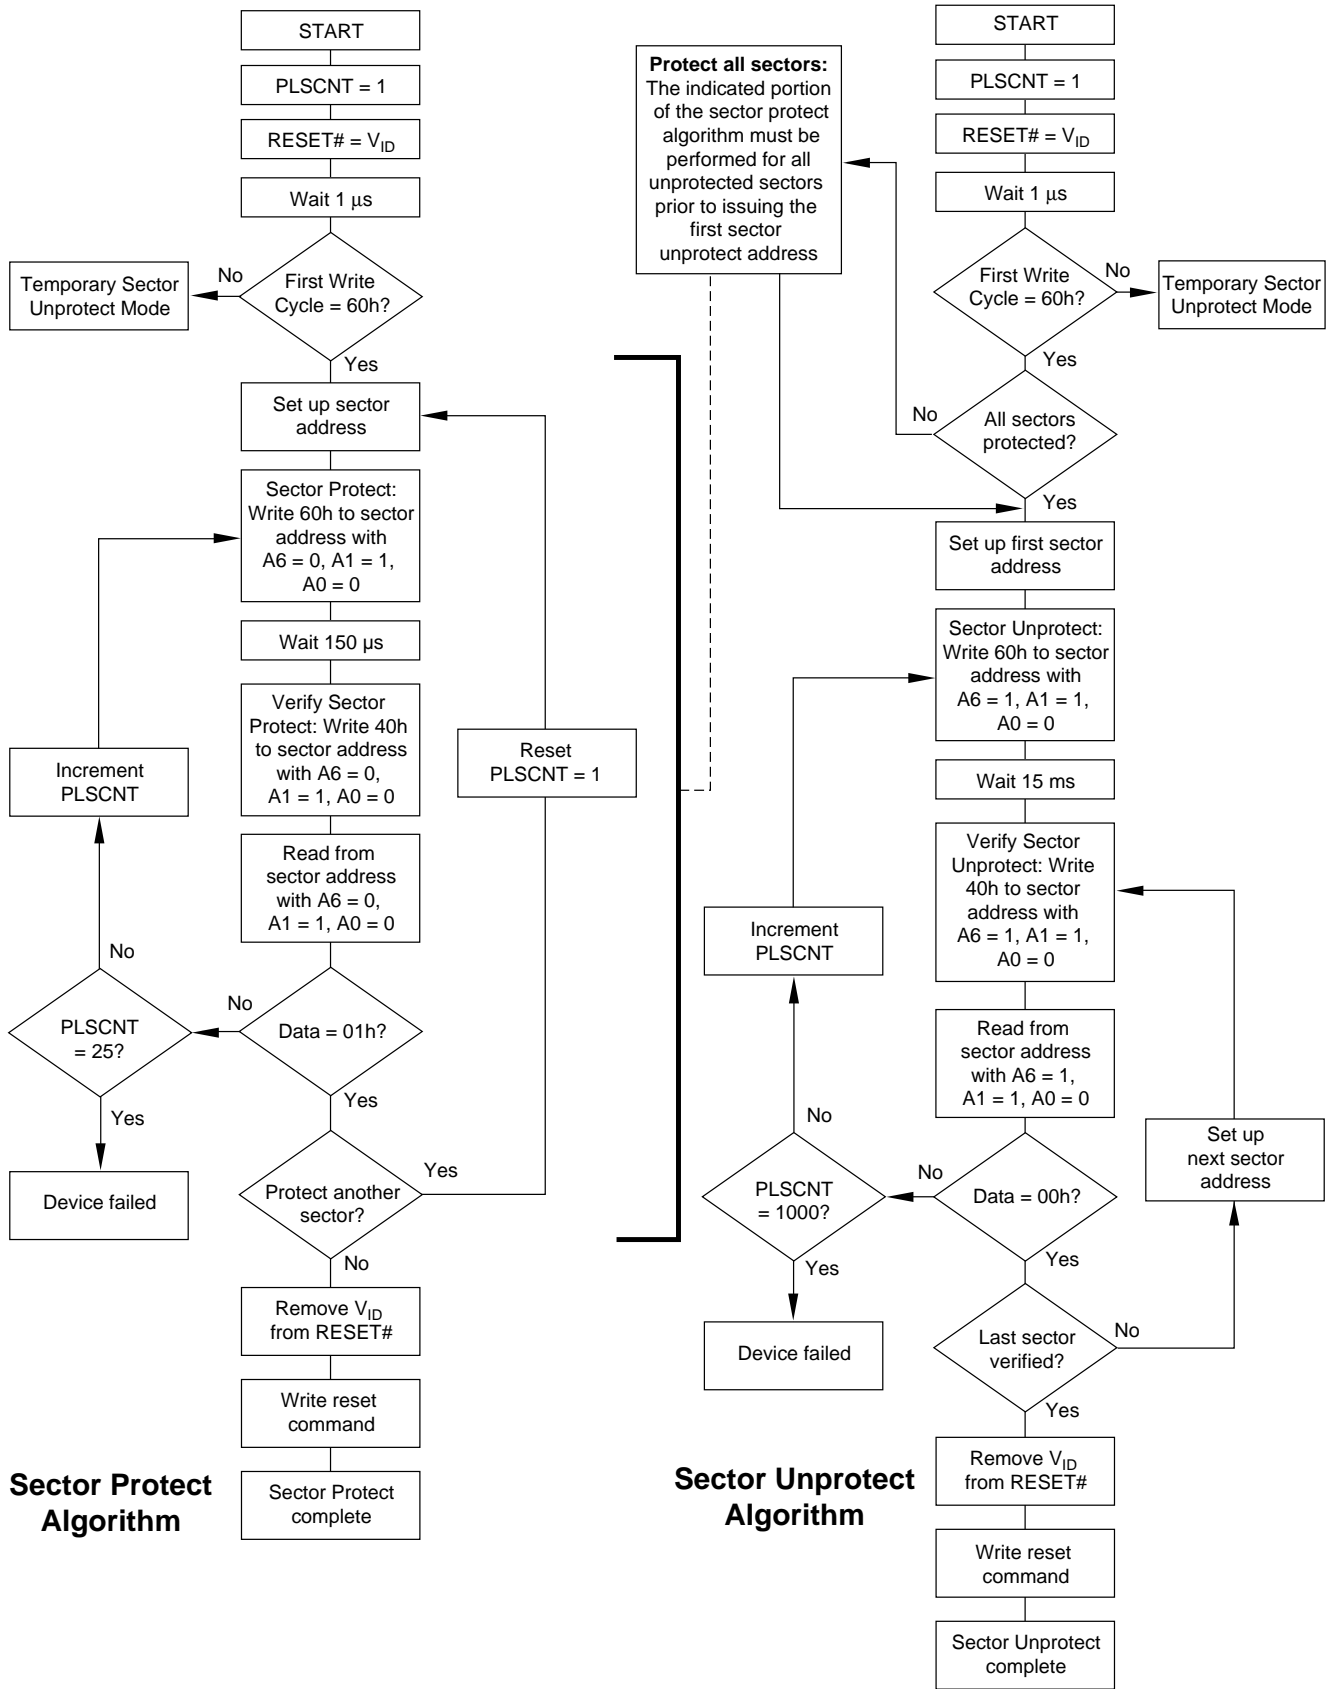 START
PLSCNT = 1
RESET# = VID
Wait 1 μs
First Write
Cycle = 60h?
No
Temporary Sector
Unprotect Mode
Yes
Set up sector
address
Sector Protect:
Write 60h to sector
address with
A6 = 0, A1 = 1,
A0 = 0
Wait 150 µs
Verify Sector
Protect: Write 40h
to sector address
with A6 = 0,
A1 = 1, A0 = 0
Reset
PLSCNT = 1
Increment
PLSCNT
Read from
sector address
with A6 = 0,
A1 = 1, A0 = 0
No
No
PLSCNT
= 25?
Data = 01h?
Yes
Yes
Device failed
Protect another
sector?
Yes
No
Remove VID
from RESET#
Write reset
command
Sector Protect
complete
Sector Protect
Algorithm
Protect all sectors:
The indicated portion
of the sector protect
algorithm must be
performed for all
unprotected sectors
prior to issuing the
first sector
unprotect address
START
PLSCNT = 1
RESET# = VID
Wait 1 μs
First Write
Cycle = 60h?
No
Temporary Sector
Unprotect Mode
Yes
No
All sectors
protected?
Yes
Set up first sector
address
Sector Unprotect:
Write 60h to sector
address with
A6 = 1, A1 = 1,
A0 = 0
Wait 15 ms
Verify Sector
Unprotect: Write
40h to sector
address with
A6 = 1, A1 = 1,
A0 = 0
Increment
PLSCNT
Read from
sector address
with A6 = 1,
A1 = 1, A0 = 0
No
No
PLSCNT
= 1000?
Data = 00h?
Set up
next sector
address
Yes
Yes
Device failed
Last sector
verified?
No
Yes
Remove VID
from RESET#
Write reset
command
Sector Unprotect
complete
Sector Unprotect
Algorithm